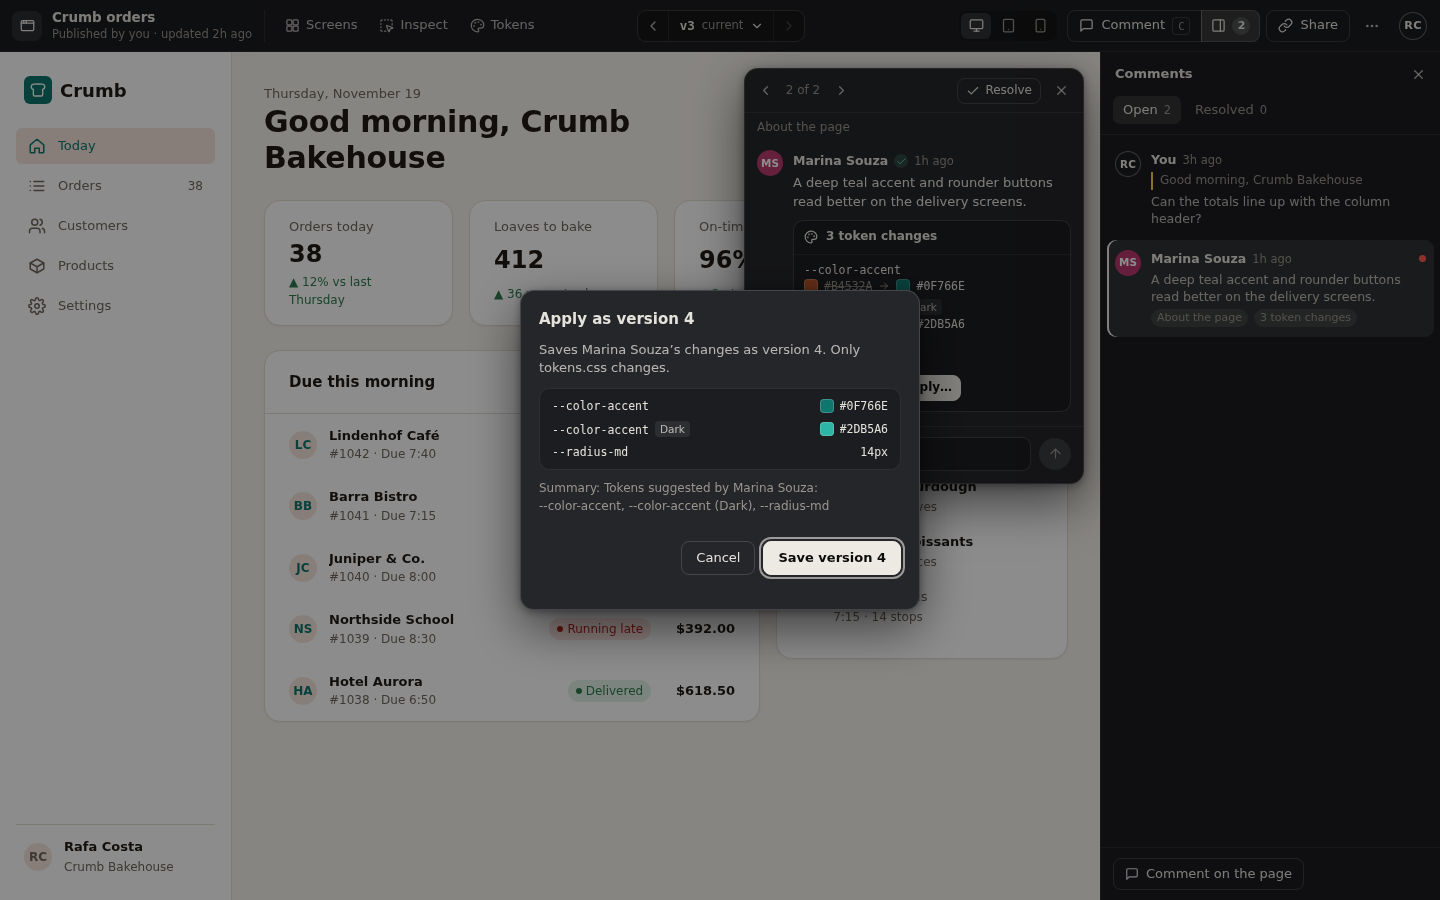 Crumb orders
Published by you · updated 2h ago
Screens
Inspect
Tokens
v3 current
Comment C
2
Share
RC
Crumb
Today
Orders 38
Customers
Products
Settings
Rafa Costa
RC
Crumb Bakehouse
Thursday, November 19
Good morning, Crumb
Bakehouse
Orders today
38
▲ 12% vs last
Thursday
Loaves to bake
412
▲ 36
On-tim
96%
Due this morning
LC
Lindenhof Café
#1042 · Due 7:40
BB
Barra Bistro
#1041 · Due 7:15
JC
Juniper & Co.
#1040 · Due 8:00
NS
Northside School
#1039 · Due 8:30
Running late
$392.00
HA
Hotel Aurora
#1038 · Due 6:50
Delivered
$618.50
7:15 · 14 stops
2 of 2
Resolve
About the page
MS
Marina Souza 1h ago
A deep teal accent and rounder buttons
read better on the delivery screens.
3 token changes
--color-accent
#B4532A → #0F766E
ark
#2DB5A6
ply…
Apply as version 4
Saves Marina Souza’s changes as version 4. Only
tokens.css changes.
--color-accent #0F766E
--color-accent Dark #2DB5A6
--radius-md 14px
Summary: Tokens suggested by Marina Souza:
--color-accent, --color-accent (Dark), --radius-md
Cancel
Save version 4
Comments
Open 2
Resolved 0
RC
You 3h ago
Good morning, Crumb Bakehouse
Can the totals line up with the column
header?
MS
Marina Souza 1h ago
A deep teal accent and rounder buttons
read better on the delivery screens.
About the page
3 token changes
Comment on the page